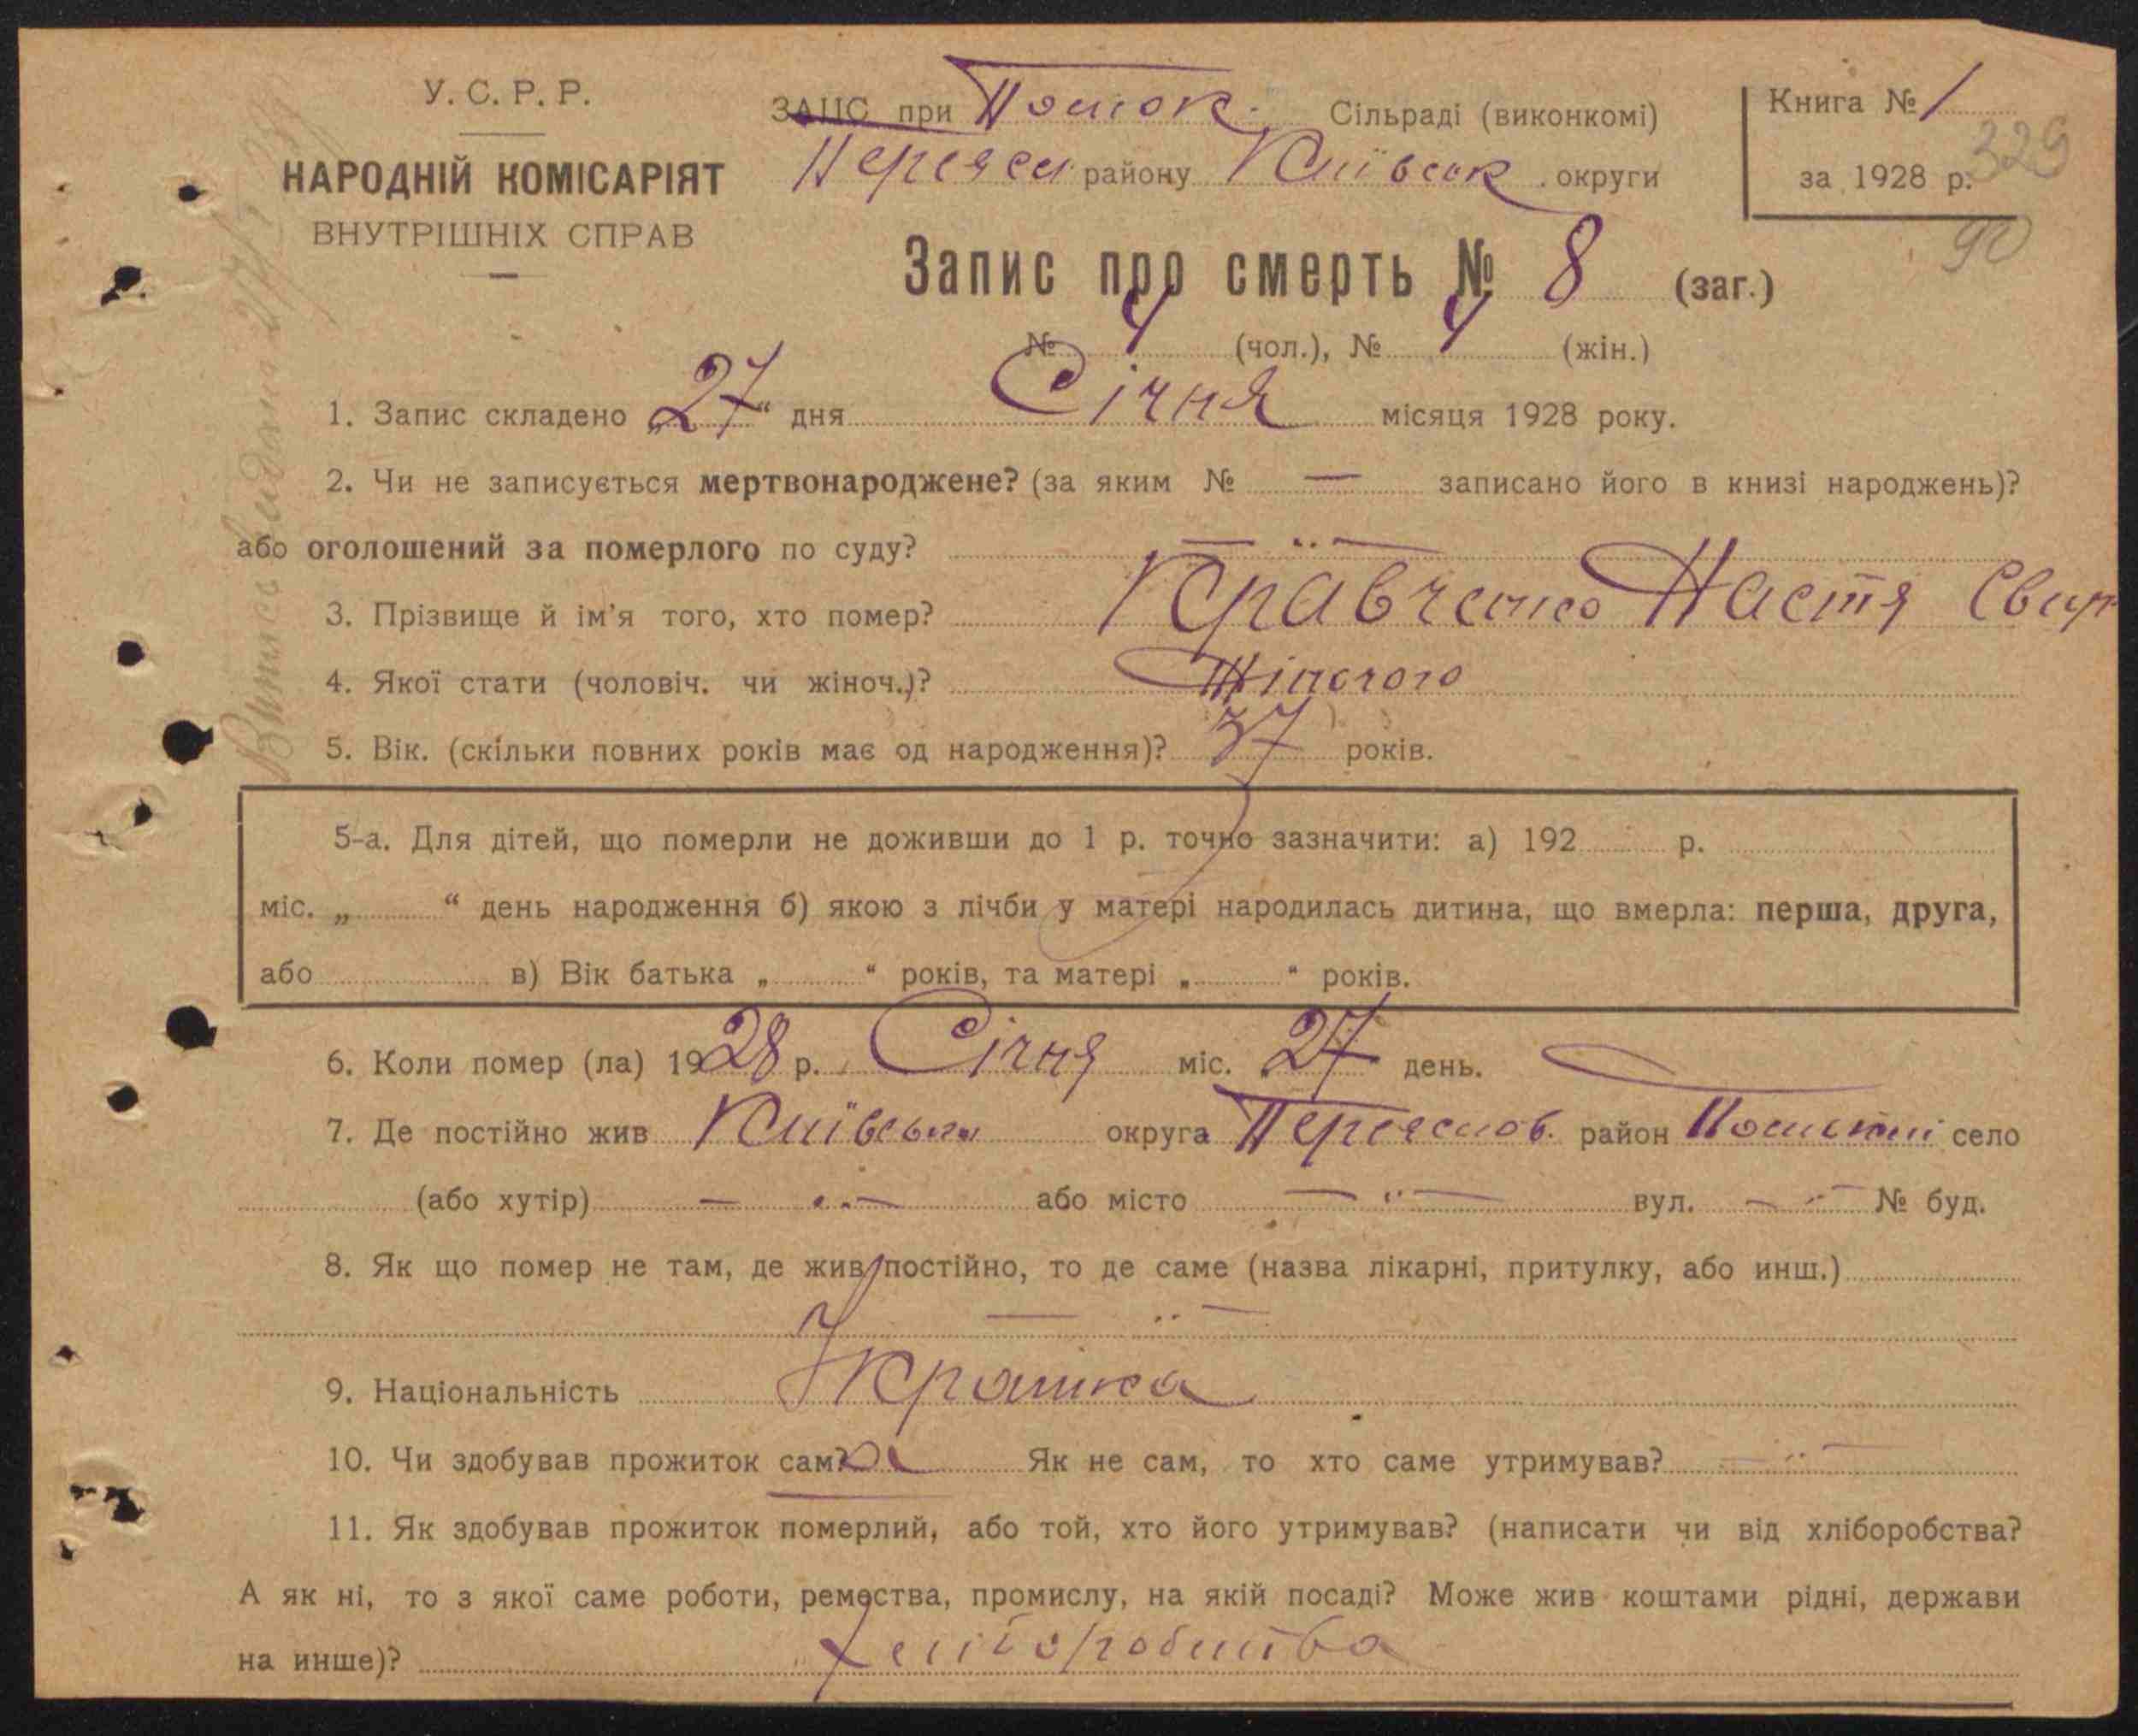 У. С. Р. Р.
НАРОДНІЙ КОМІСАРІЯТ
ВНУТРІШНІХ СПРАВ
ЗАПС при Сільраді (виконкомі)
Переясл району Київськ. округи
Книга № 1
за 1928 р.
329
90
Запис про смерть № 8 (заг.)
№ 4 (чол.), № 4 (жін.)
1. Запис складено „27“ дня Січня місяця 1928 року.
2. Чи не записується мертвонароджене? (за яким № — записано його в книзі народжень)?
або оголошений за померлого по суду? — " —
3. Прізвище й ім'я того, хто помер? Кравченко Настя Свир
4. Якої стати (чоловіч. чи жіноч.)? Жіночого
5. Вік. (скільки повних років має од народження)? 37 років.
5-а. Для дітей, що померли не доживши до 1 р. точно зазначити: а) 192 р.
міс. „ “ день народження б) якою з лічби у матері народилась дитина, що вмерла: перша, друга,
або в) Вік батька „ “ років, та матері „ “ років.
6. Коли помер (ла) 1928 р. Січня міс. „27 день.
7. Де постійно жив Київська округа Переяслов. район село
(або хутір) — " — або місто — " — вул. — " — № буд.
8. Як що помер не там, де жив постійно, то де саме (назва лікарні, притулку, або инш.)
— " —
9. Національність Українка
10. Чи здобував прожиток сам? Як не сам, то хто саме утримував? — " —
11. Як здобував прожиток померлий, або той, хто його утримував? (написати чи від хліборобства?
А як ні, то з якої саме роботи, ремества, промислу, на якій посаді? Може жив коштами рідні, держави
на инше)? Хліборобства